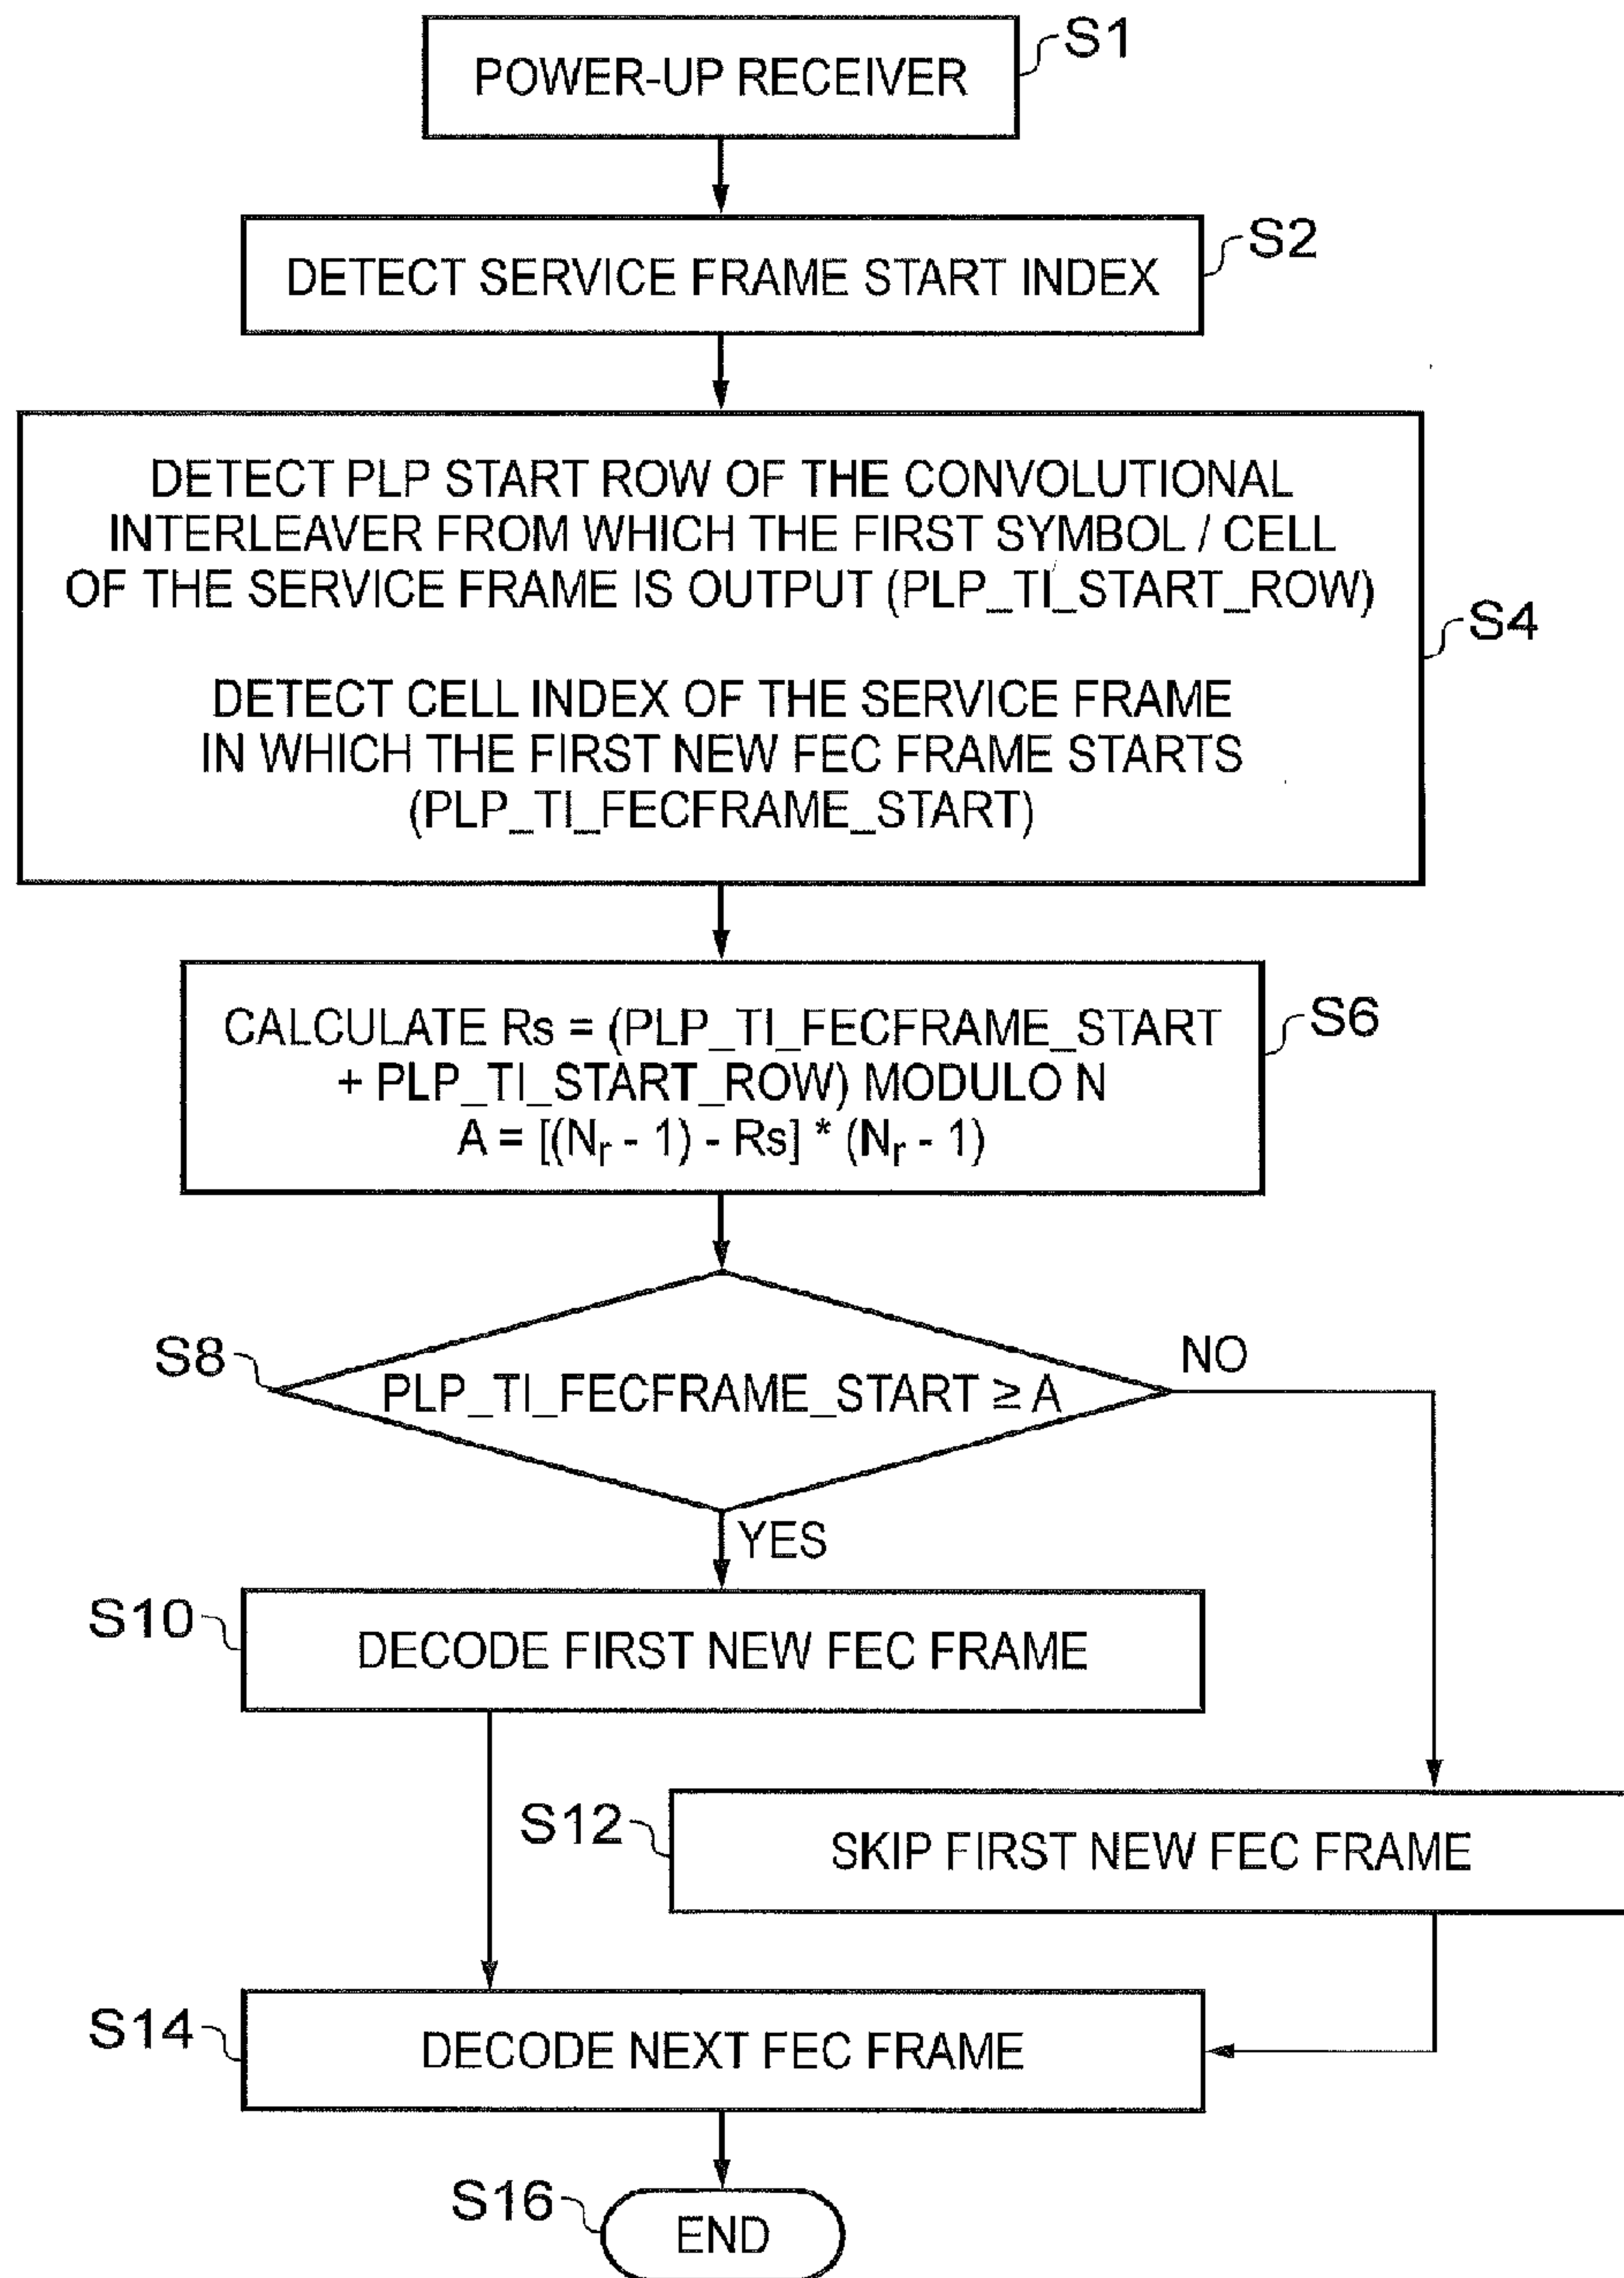 POWER-UP RECEIVER
S1
DETECT SERVICE FRAME START INDEX
S2
DETECT PLP START ROW OF THE CONVOLUTIONAL
INTERLEAVER FROM WHICH THE FIRST SYMBOL / CELL
OF THE SERVICE FRAME IS OUTPUT (PLP_TI_START_ROW)
DETECT CELL INDEX OF THE SERVICE FRAME
IN WHICH THE FIRST NEW FEC FRAME STARTS
(PLP_TI_FECFRAME_START)
S4
CALCULATE Rs = (PLP_TI_FECFRAME_START
+ PLP_TI_START_ROW) MODULO N
A = [(Nr - 1) - Rs] * (Nr - 1)
S6
S8
PLP_TI_FECFRAME_START ≥ A
NO
YES
S10
DECODE FIRST NEW FEC FRAME
S12
SKIP FIRST NEW FEC FRAME
S14
DECODE NEXT FEC FRAME
S16
END